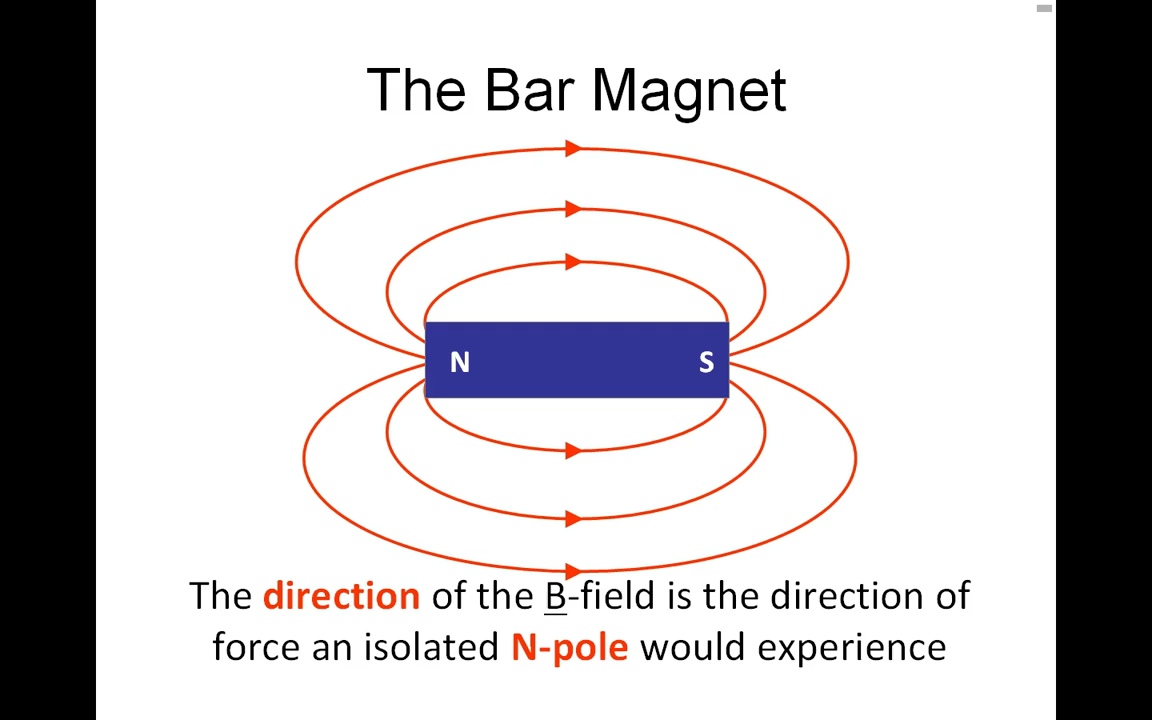 The Bar Magnet
N S
The direction of the B-field is the direction of
force an isolated N-pole would experience